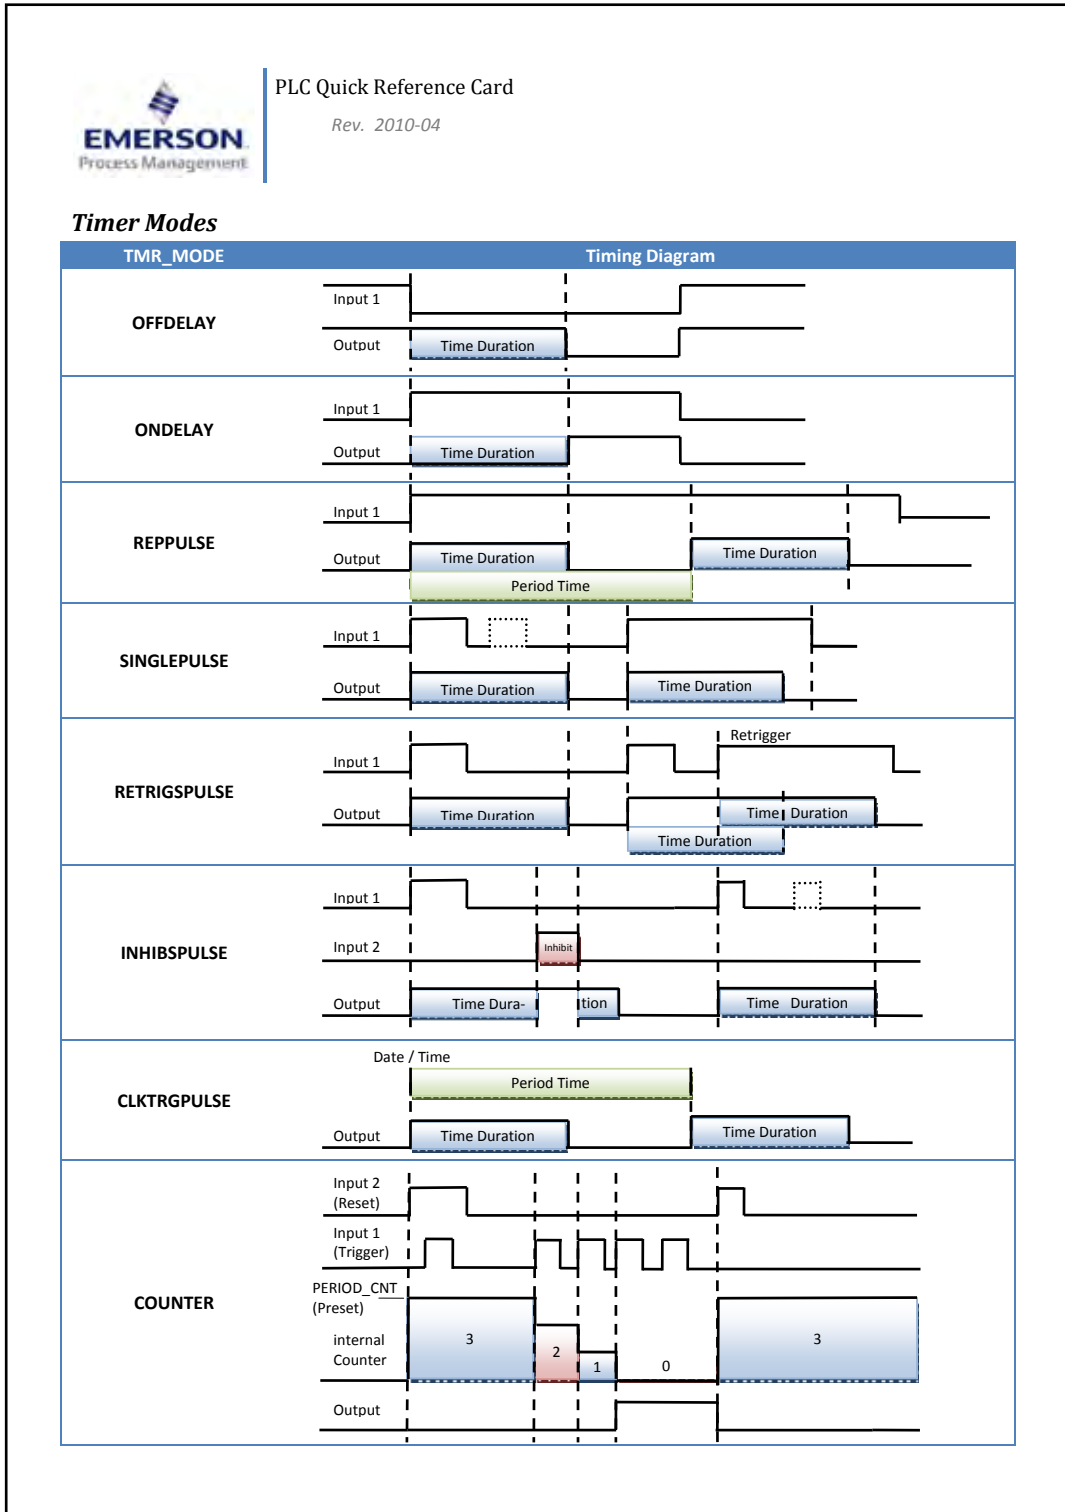 EMERSON
Process Management
PLC Quick Reference Card
Rev. 2010-04
Timer Modes
TMR_MODE Timing Diagram
OFFDELAY
Input 1
Output Time Duration
ONDELAY
Input 1
Output Time Duration
REPPULSE
Input 1
Output Time Duration Time Duration
Period Time
SINGLEPULSE
Input 1
Output Time Duration Time Duration
RETRIGSPULSE
Retrigger
Input 1
Output Time Duration Time Duration
Time Duration
INHIBSPULSE
Input 1
Input 2 Inhibit
Output Time Dura- tion Time Duration
CLKTRGPULSE
Date / Time
Period Time
Output Time Duration Time Duration
COUNTER
Input 2
(Reset)
Input 1
(Trigger)
PERIOD_CNT
(Preset)
internal
Counter
3 2 1 0 3
Output